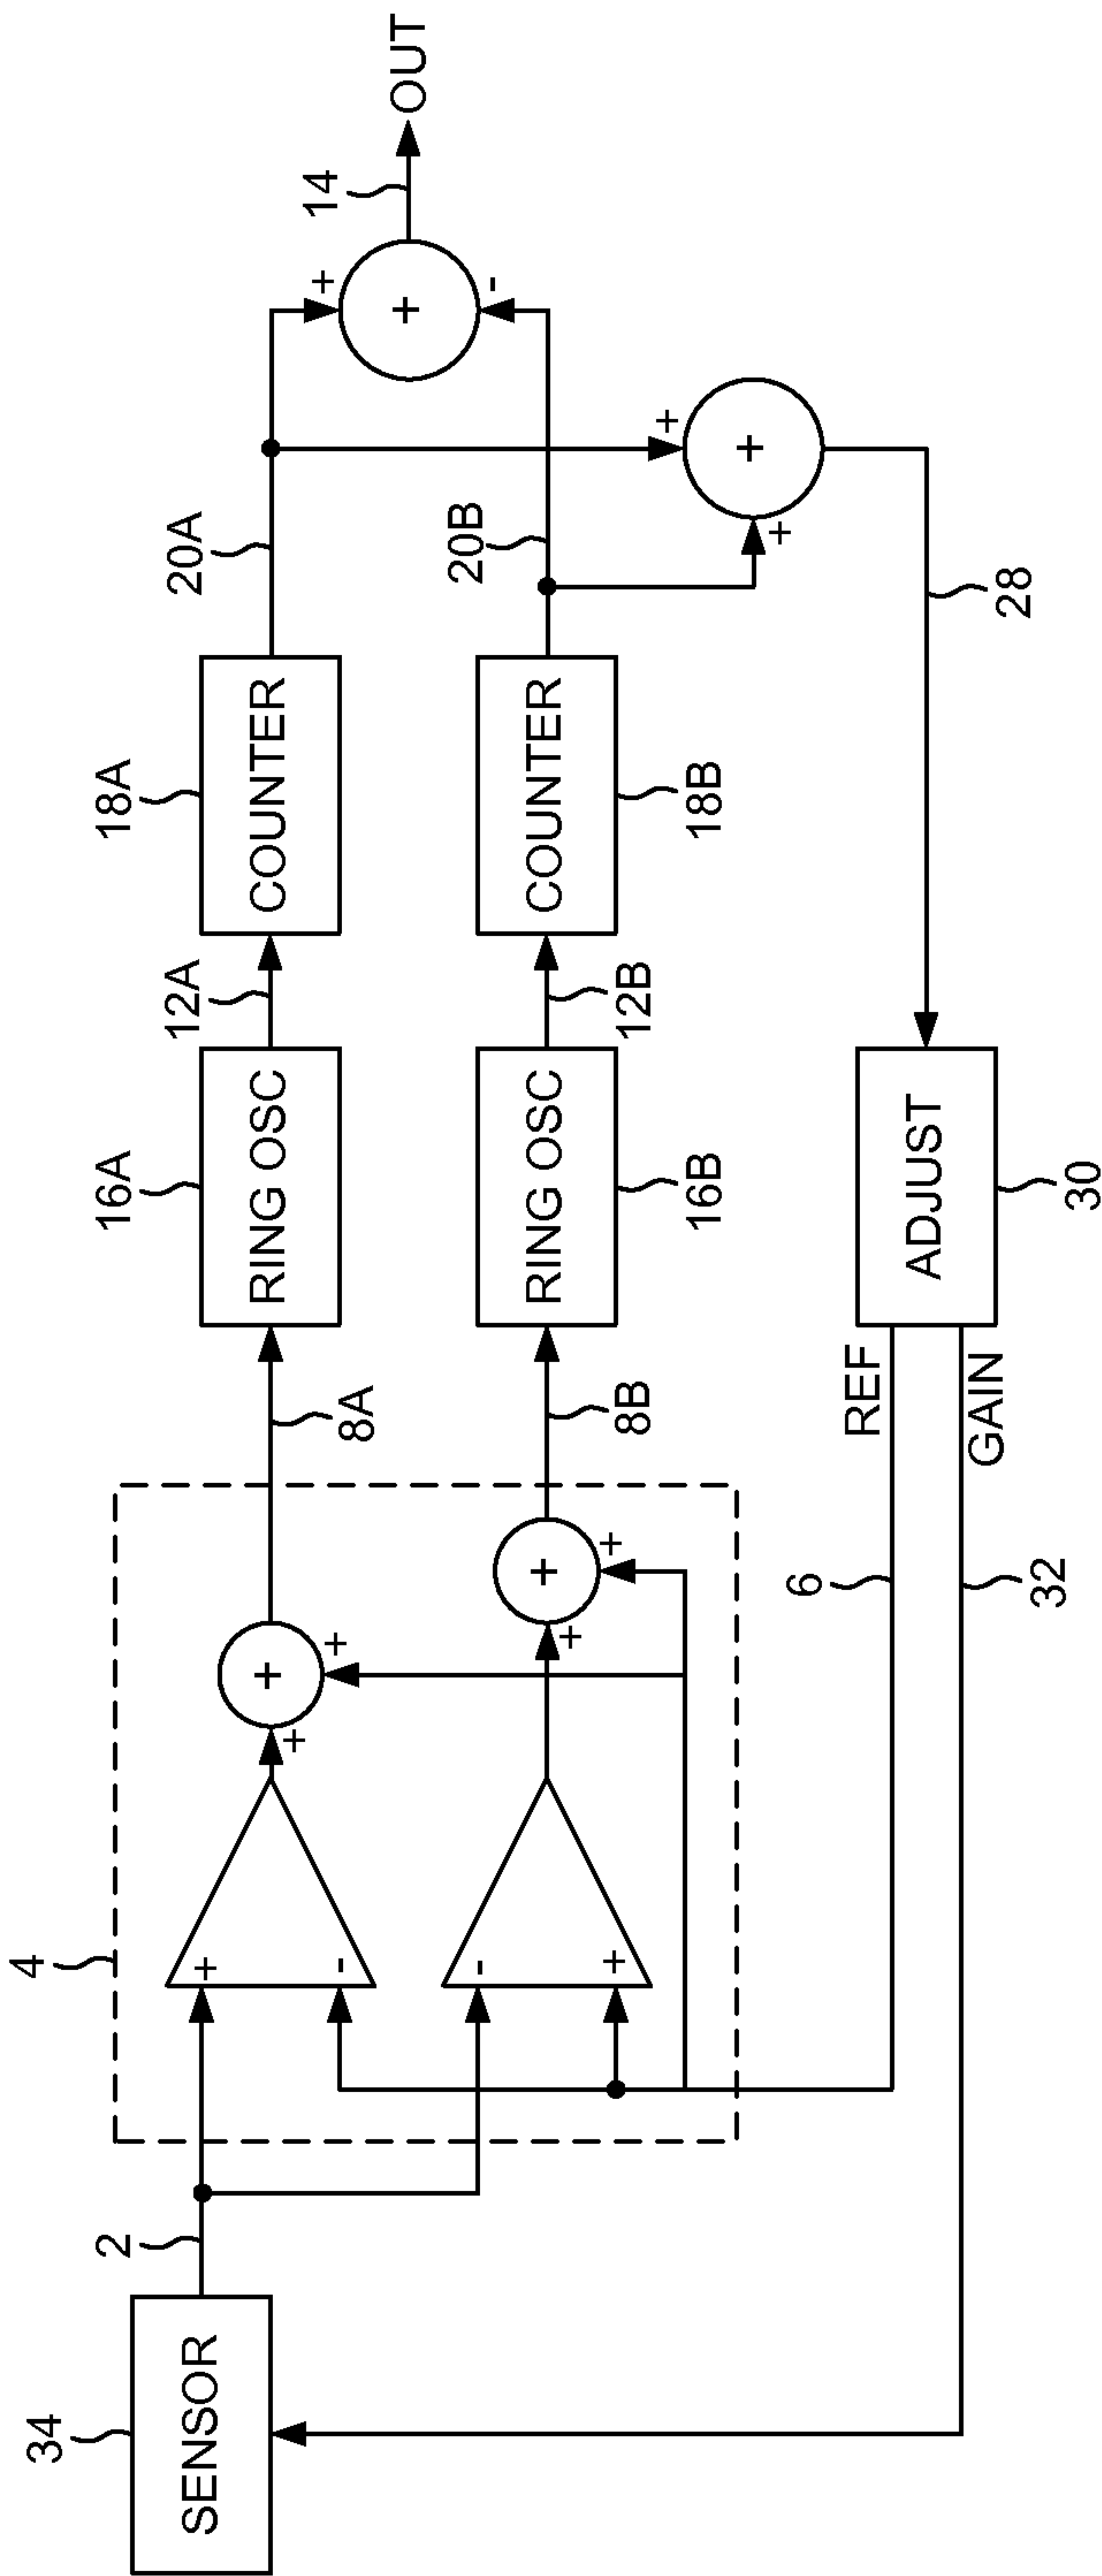 34
SENSOR
2
4
+
-
-
+
+
+
+
+
+
+
8A
8B
16A
RING OSC
RING OSC
16B
12A
12B
18A
COUNTER
COUNTER
18B
20A
20B
+
+
-
14
OUT
+
+
+
28
REF
GAIN
ADJUST
30
6
32